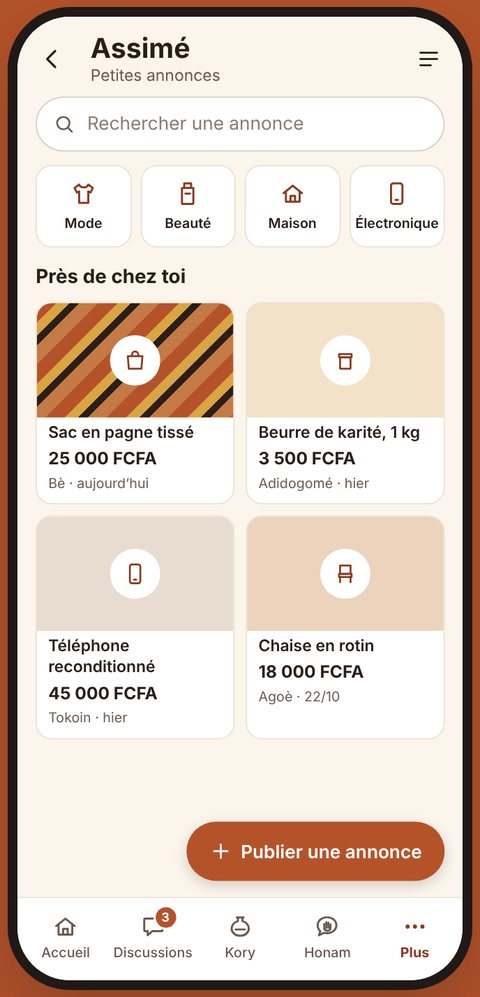 Assimé
Petites annonces
Rechercher une annonce
Mode
Beauté
Maison
Électronique
Près de chez toi
Sac en pagne tissé
25 000 FCFA
Bè · aujourd’hui
Beurre de karité, 1 kg
3 500 FCFA
Adidogomé · hier
Téléphone
reconditionné
45 000 FCFA
Tokoin · hier
Chaise en rotin
18 000 FCFA
Agoè · 22/10
Publier une annonce
Accueil
3
Discussions
Kory
Honam
Plus